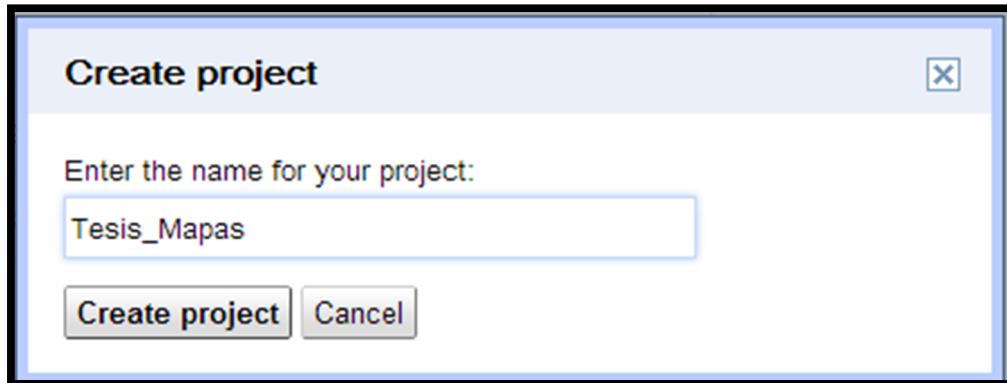 Create project
Enter the name for your project:
Tesis_Mapas
Create project Cancel